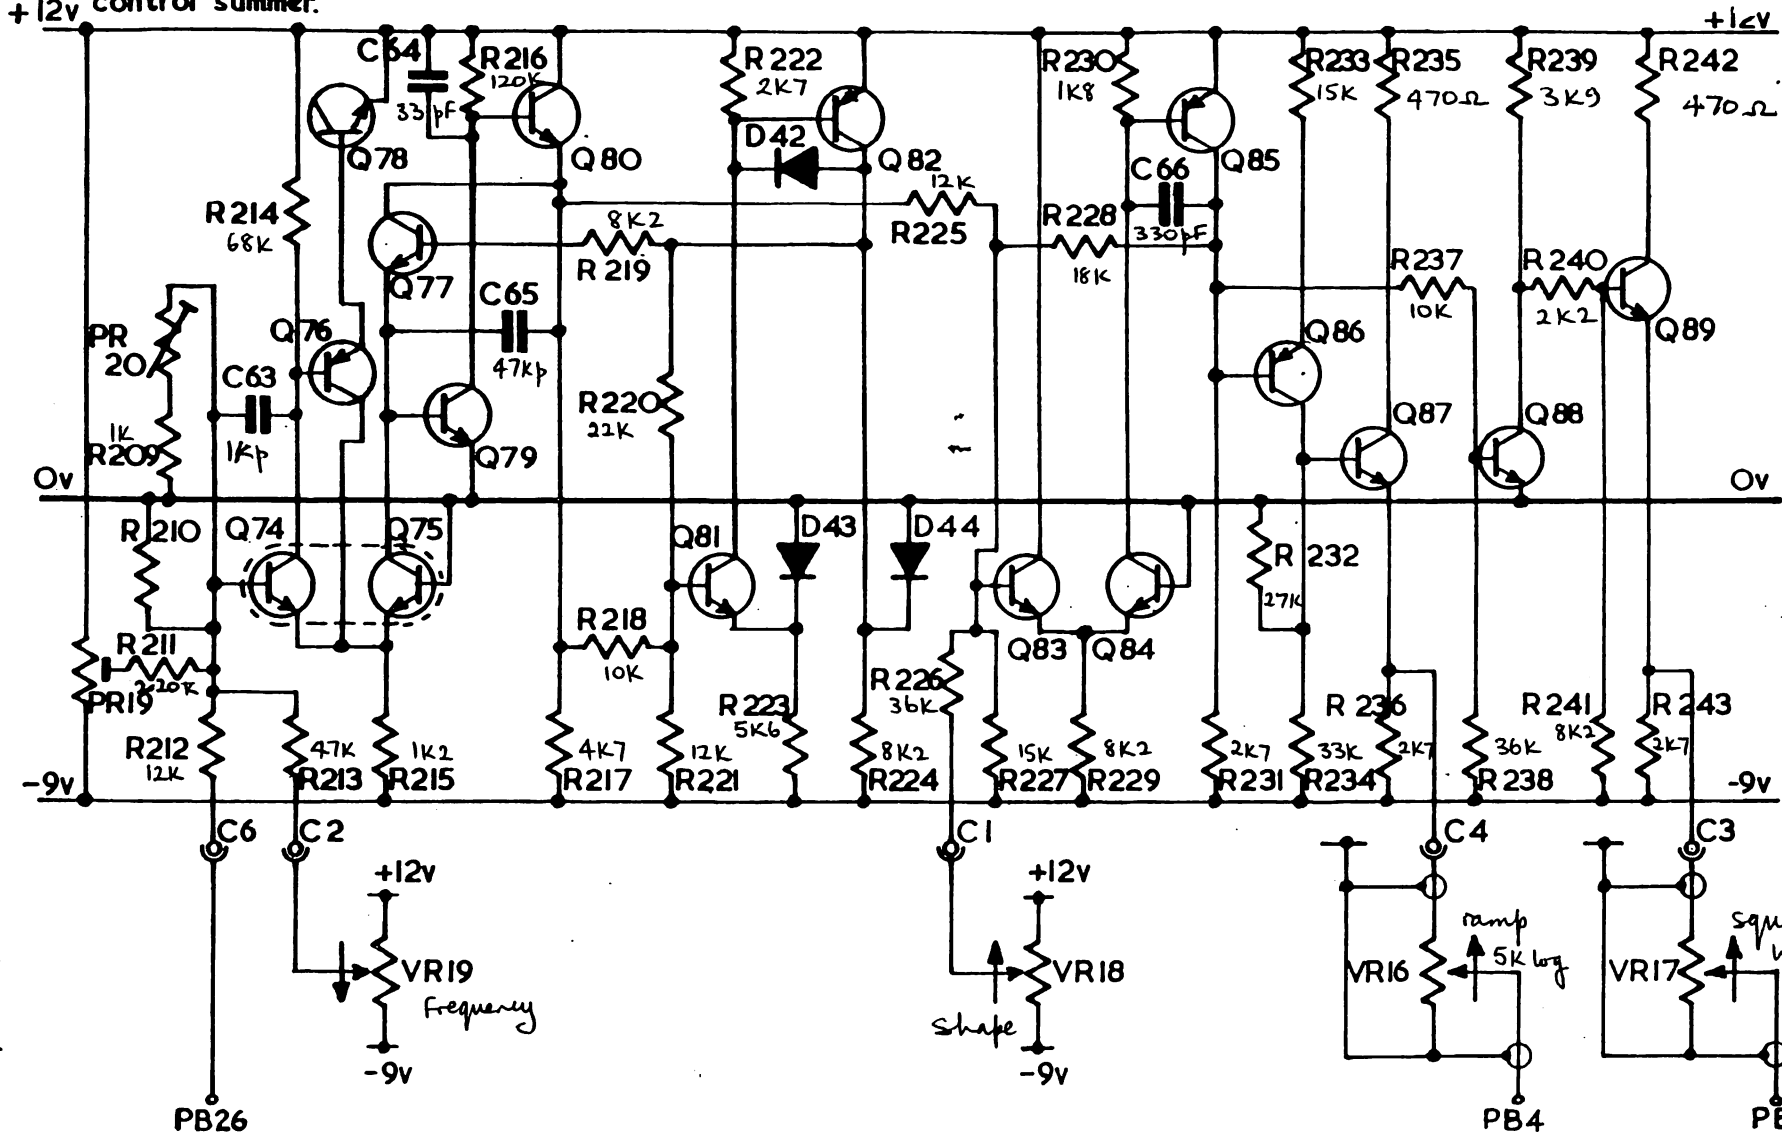 control summer.
+12v
+12v
C64
R216
120K
33pF
Q78
Q80
R222
2K7
D42
Q82
R230
1K8
Q85
C66
330pF
R233
15K
R235
470Ω
R239
3K9
R242
470Ω
R214
68K
8K2
R219
12K
R225
R228
18K
R237
10K
R240
2K2
Q89
Q77
C65
47Kp
Q76
PR
20
C63
1Kp
1K
R209
R220
22K
Q79
Q86
Q87
Q88
0v
0v
R210
Q74
Q75
Q81
D43
D44
R232
27K
R211
220K
PR19
R218
10K
Q83
Q84
R212
12K
47K
R213
1K2
R215
4K7
R217
12K
R221
R223
5K6
8K2
R224
R226
36K
15K
R227
8K2
R229
2K7
R231
33K
R234
R236
2K7
36K
R238
R241
8K2
R243
2K7
-9v
-9v
C6
C2
C1
C4
C3
+12v
VR19
Frequency
-9v
+12v
VR18
Shape
-9v
ramp
5K log
VR16
squ
VR17
PB26
PB4